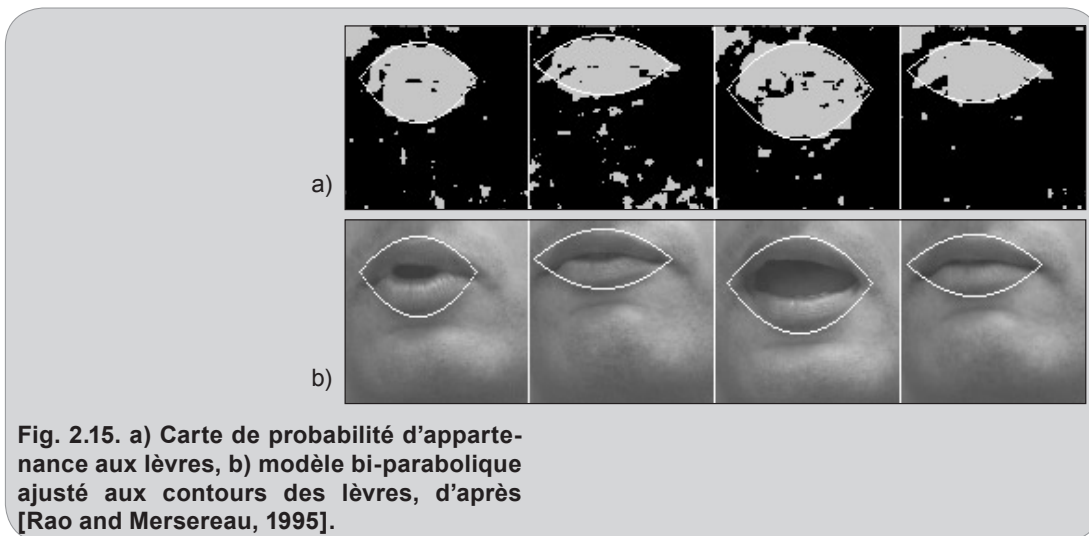 a)
b)
Fig. 2.15. a) Carte de probabilité d'apparte-
nance aux lèvres, b) modèle bi-parabolique
ajusté aux contours des lèvres, d'après
[Rao and Mersereau, 1995].